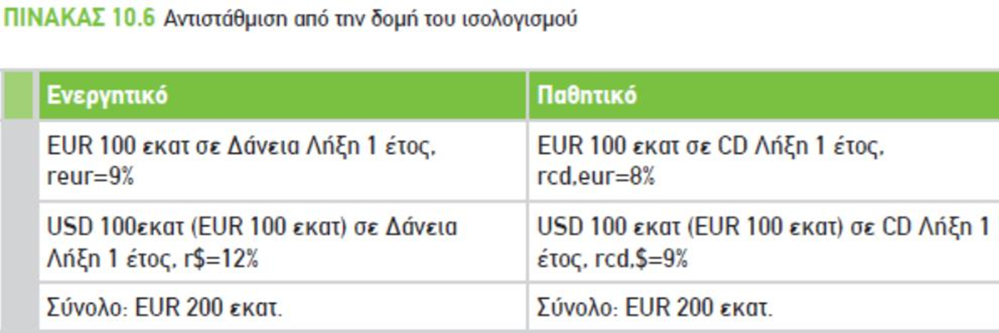 ΠΙΝΑΚΑΣ 10.6 Αντιστάθμιση από την δομή του ισολογισμού
Ενεργητικό
Παθητικό
EUR 100 εκατ σε Δάνεια Λήξη 1 έτος,
reur=9%
EUR 100 εκατ σε CD Λήξη 1 έτος,
rcd,eur=8%
USD 100εκατ (EUR 100 εκατ) σε Δάνεια
Λήξη 1 έτος, r$=12%
USD 100 εκατ (EUR 100 εκατ) σε CD Λήξη 1
έτος, rcd,$=9%
Σύνολο: EUR 200 εκατ.
Σύνολο: EUR 200 εκατ.